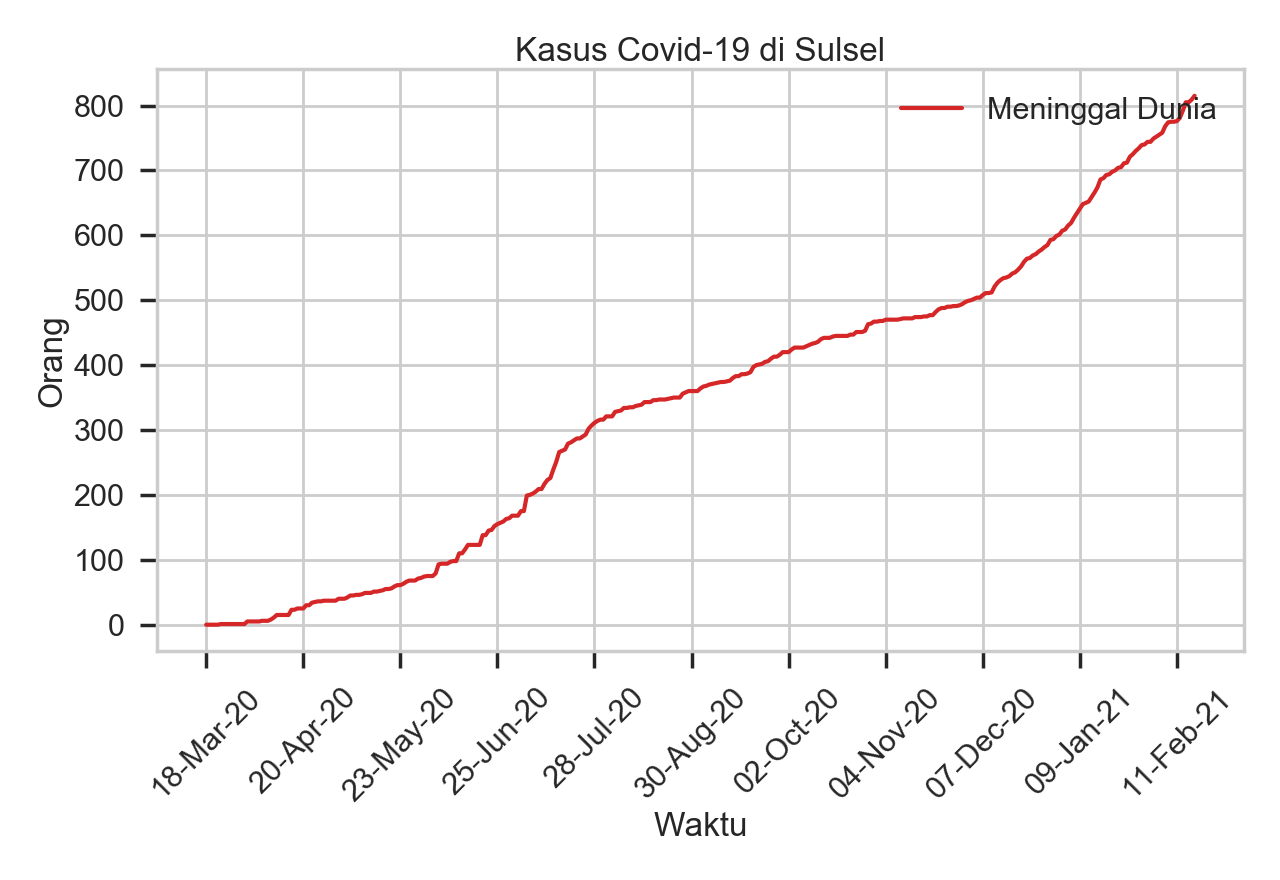 Kasus Covid-19 di Sulsel
Meninggal Dunia
800
700
600
500
400
300
200
100
0
Orang
18-Mar-20
20-Apr-20
23-May-20
25-Jun-20
28-Jul-20
30-Aug-20
02-Oct-20
04-Nov-20
07-Dec-20
09-Jan-21
11-Feb-21
Waktu